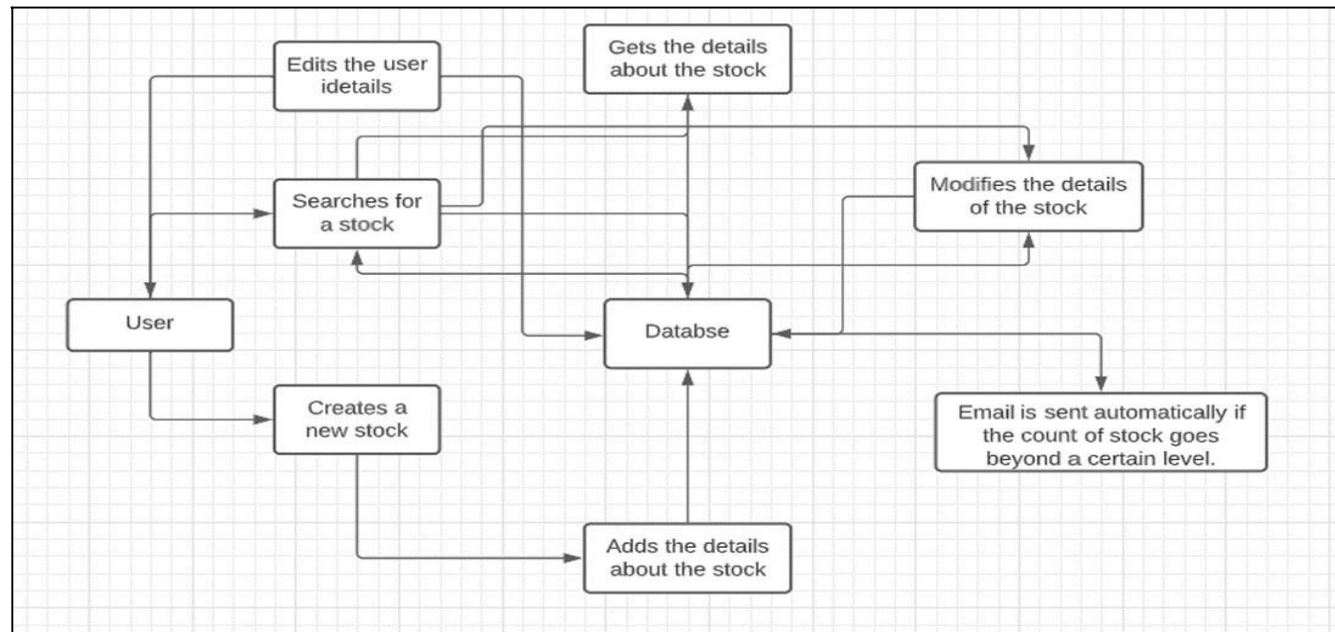 Edits the user
idetails
Gets the details
about the stock
Searches for
a stock
Modifies the details
of the stock
User
Databse
Creates a
new stock
Email is sent automatically if
the count of stock goes
beyond a certain level.
Adds the details
about the stock